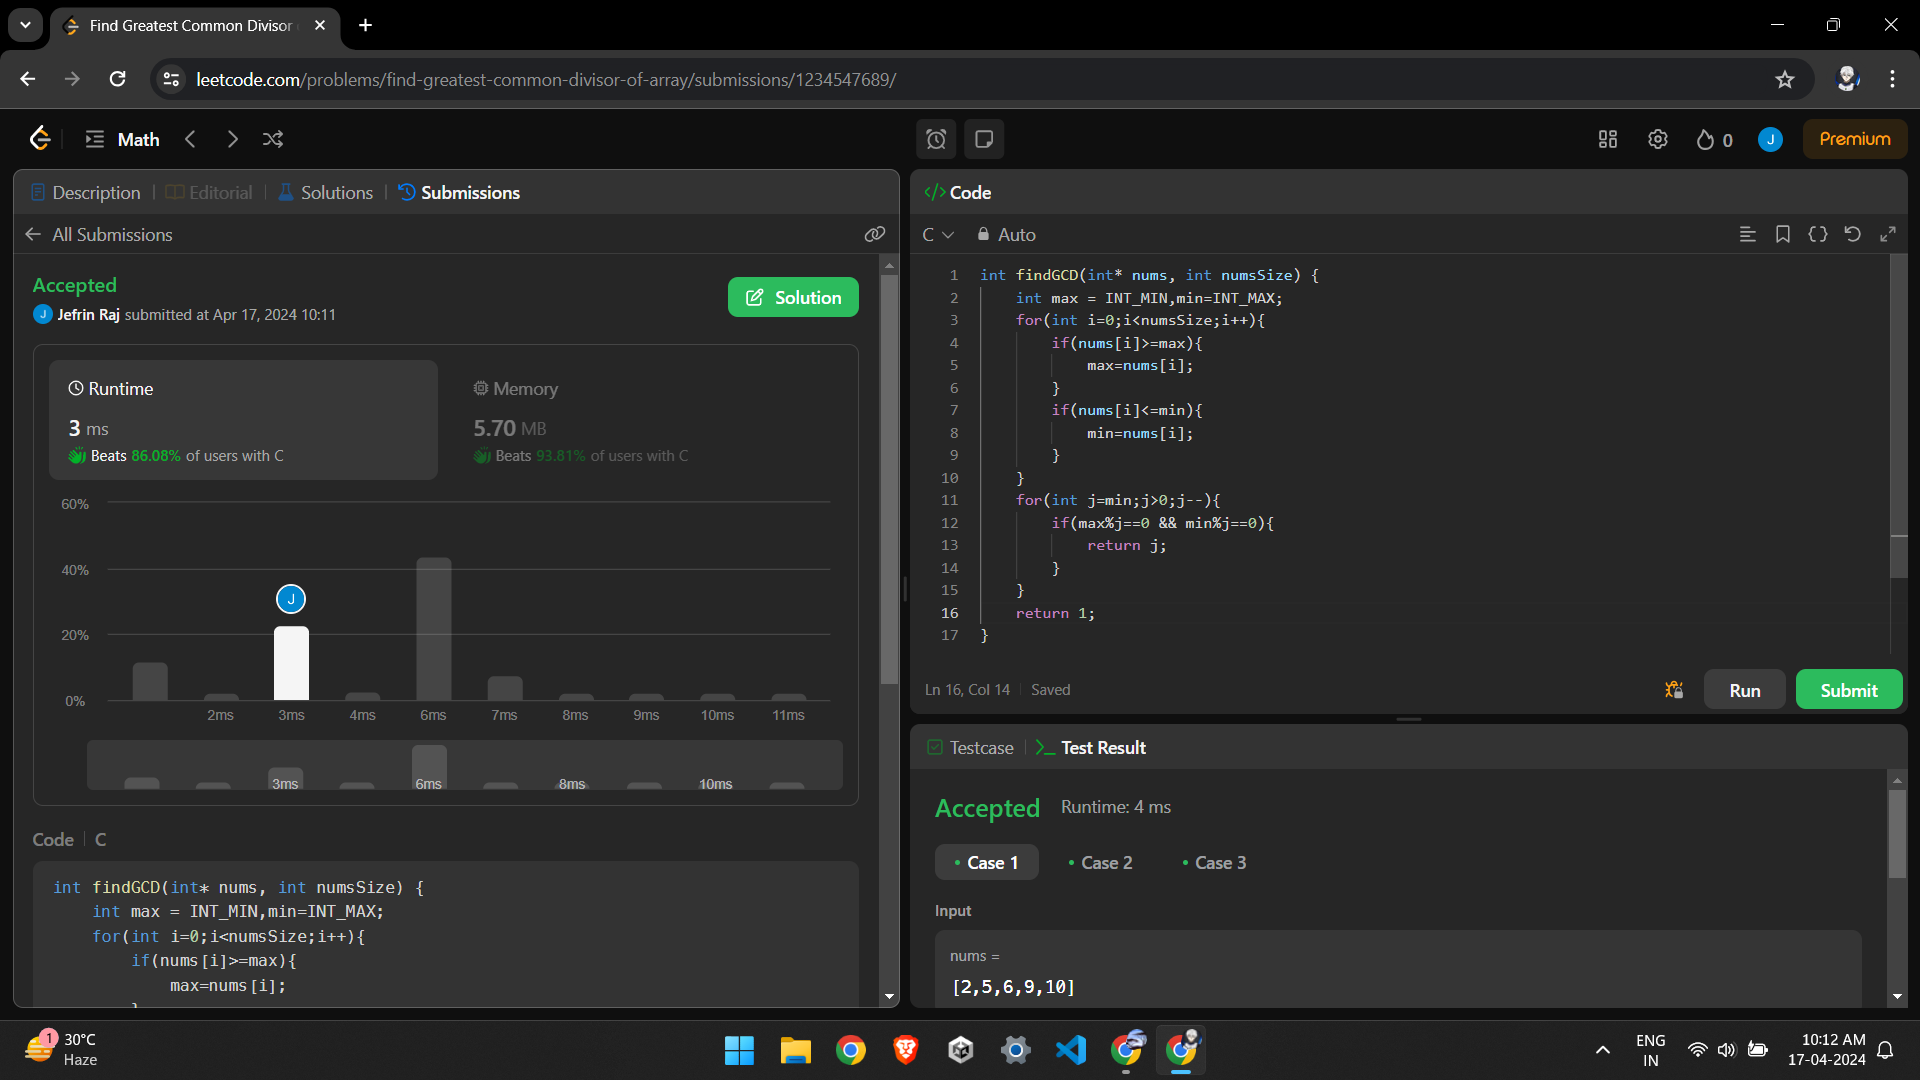 Find Greatest Common Divisor
leetcode.com/problems/find-greatest-common-divisor-of-array/submissions/1234547689/
Math
0
J
Premium
Description
Editorial
Solutions
Submissions
All Submissions
Accepted
Solution
J Jefrin Raj submitted at Apr 17, 2024 10:11
Runtime
3 ms
Beats 86.08% of users with C
Memory
5.70 MB
Beats 93.81% of users with C
60%
40%
J
20%
0%
2ms 3ms 4ms 6ms 7ms 8ms 9ms 10ms 11ms
3ms 6ms 8ms 10ms
Code | C
int findGCD(int* nums, int numsSize) {
int max = INT_MIN,min=INT_MAX;
for(int i=0;i<numsSize;i++){
if(nums[i]>=max){
max=nums[i];
</> Code
C
Auto
1 int findGCD(int* nums, int numsSize) {
2 int max = INT_MIN,min=INT_MAX;
3 for(int i=0;i<numsSize;i++){
4 if(nums[i]>=max){
5 max=nums[i];
6 }
7 if(nums[i]<=min){
8 min=nums[i];
9 }
10 }
11 for(int j=min;j>0;j--){
12 if(max%j==0 && min%j==0){
13 return j;
14 }
15 }
16 return 1;
17 }
Ln 16, Col 14 | Saved
Run
Submit
Testcase
Test Result
Accepted Runtime: 4 ms
• Case 1 • Case 2 • Case 3
Input
nums =
[2,5,6,9,10]
1
30°C
Haze
ENG
IN
10:12 AM
17-04-2024